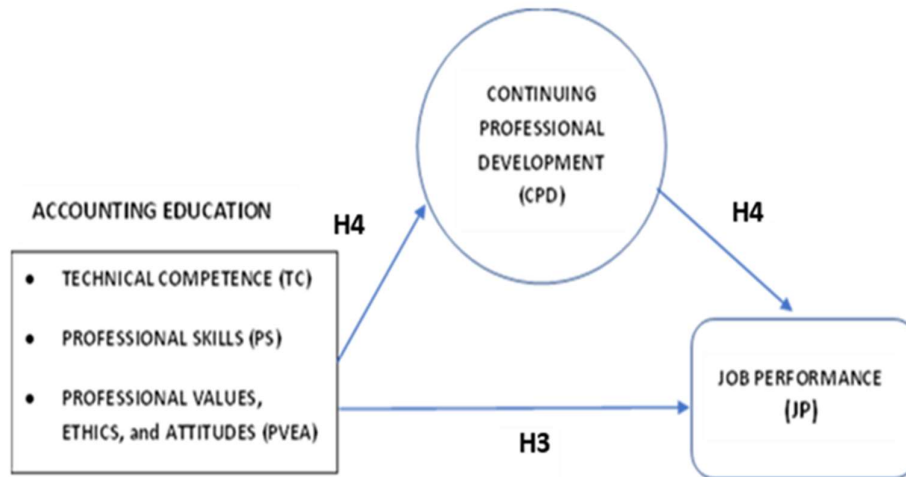 CONTINUING
PROFESSIONAL
DEVELOPMENT
(CPD)
ACCOUNTING EDUCATION
H4
H4
• TECHNICAL COMPETENCE (TC)
• PROFESSIONAL SKILLS (PS)
• PROFESSIONAL VALUES,
ETHICS, and ATTITUDES (PVEA)
JOB PERFORMANCE
(JP)
H3